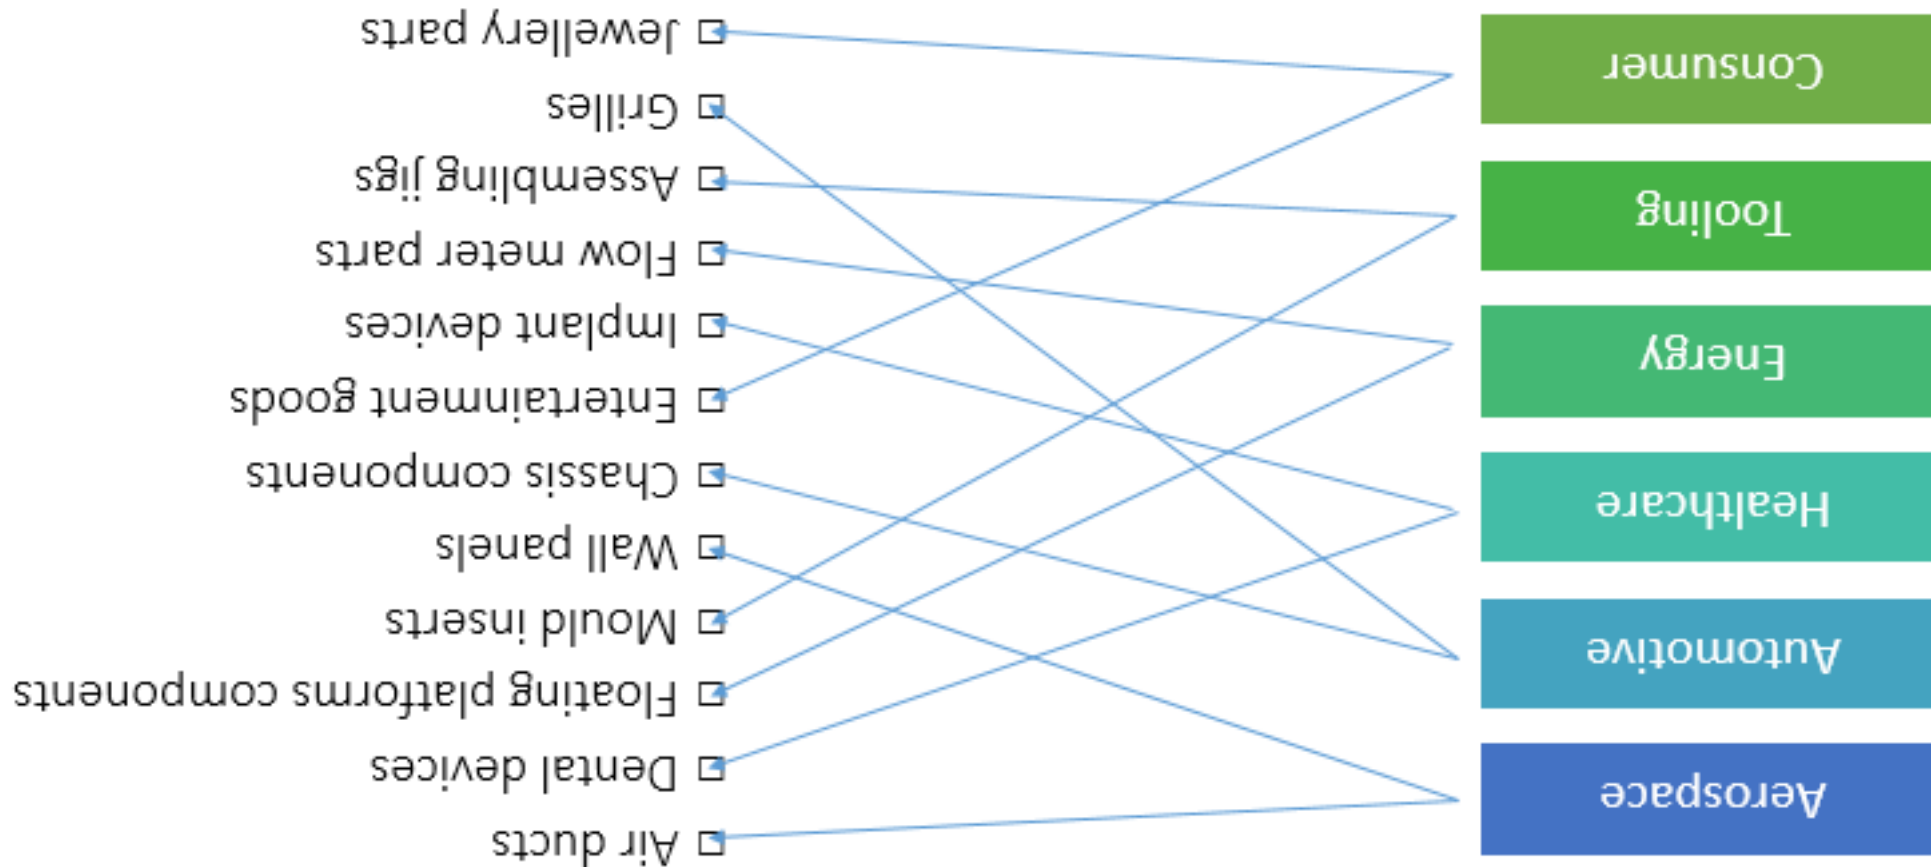 Aerospace
Automotive
Healthcare
Energy
Tooling
Consumer
Air ducts
Dental devices
Floating platforms components
Mould inserts
Wall panels
Chassis components
Entertainment goods
Implant devices
Flow meter parts
Assembling jigs
Grilles
Jewellery parts